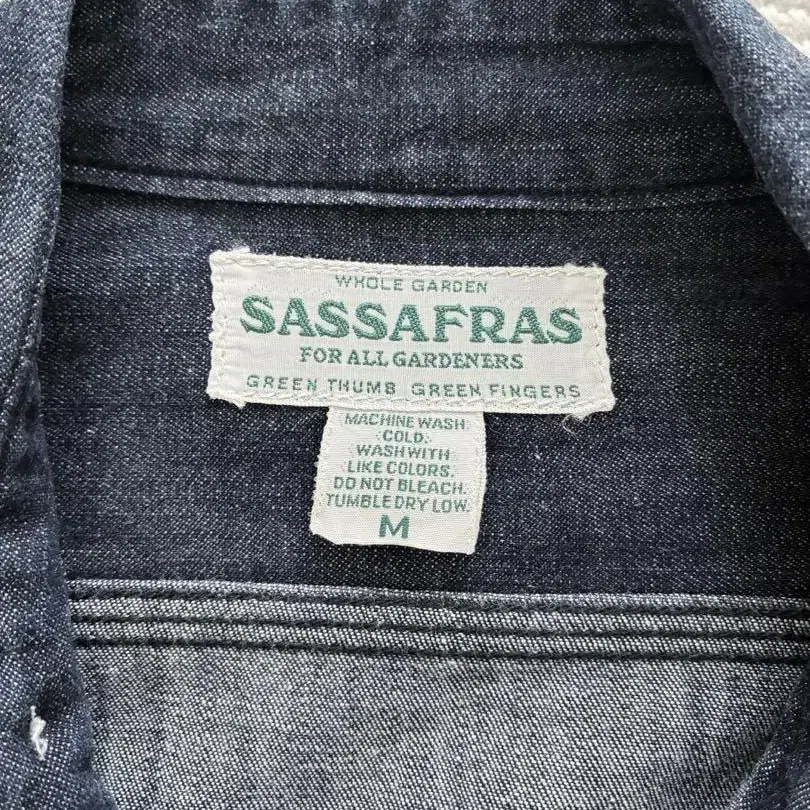 WHOLE GARDEN
SASSAFRAS
FOR ALL GARDENERS
GREEN THUMB GREEN FINGERS
MACHINE WASH
COLD.
WASH WITH
LIKE COLORS.
DO NOT BLEACH.
TUMBLE DRY LOW.
M